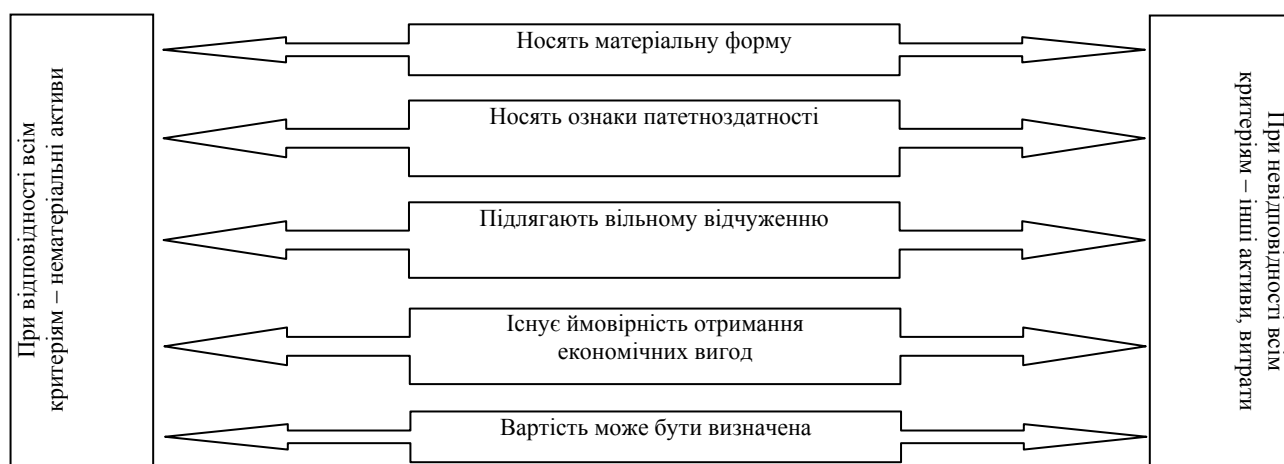 При відповідності всім
критеріям – нематеріальні активи
Носять матеріальну форму
Носять ознаки патетноздатності
Підлягають вільному відчуженню
Існує ймовірність отримання
економічних вигод
Вартість може бути визначена
При невідповідності всім
критеріям – інші активи, витрати